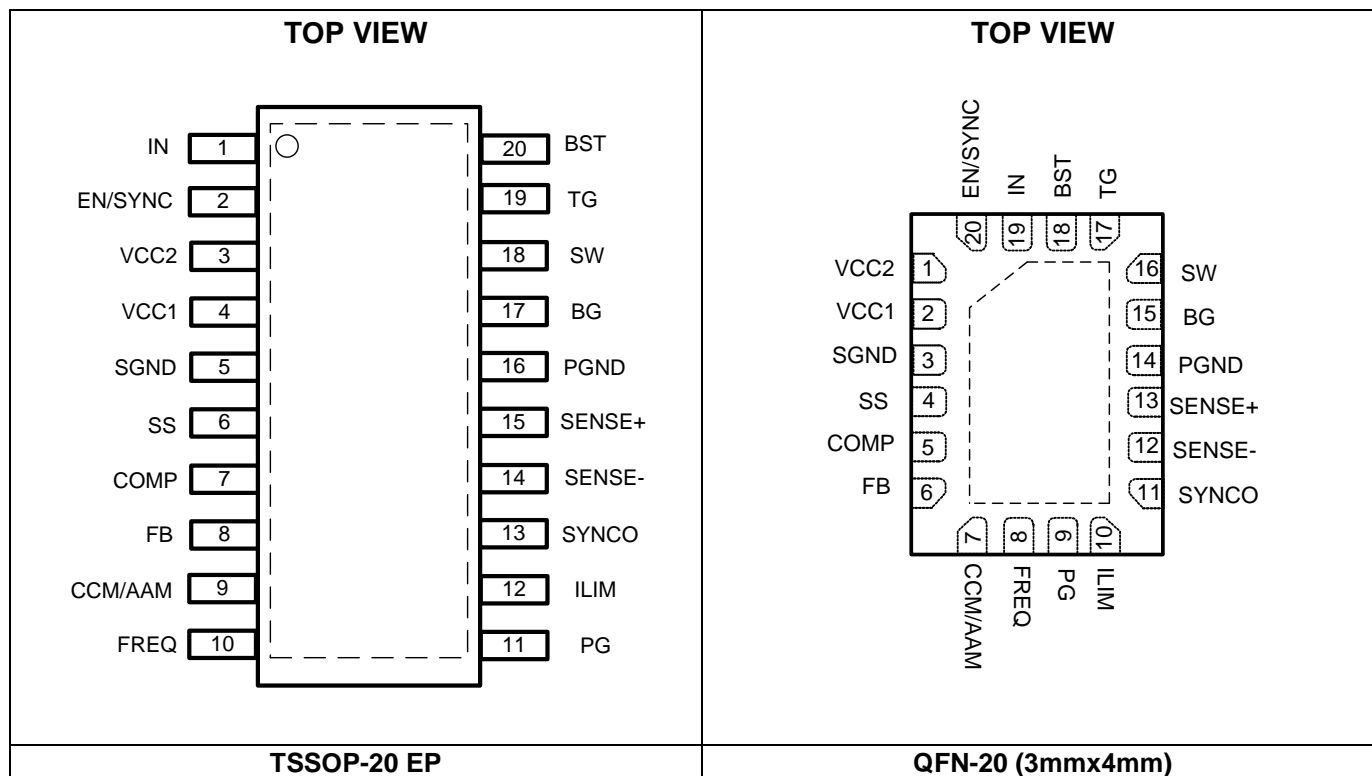 TOP VIEW
IN 1
EN/SYNC 2
VCC2 3
VCC1 4
SGND 5
SS 6
COMP 7
FB 8
CCM/AAM 9
FREQ 10
20 BST
19 TG
18 SW
17 BG
16 PGND
15 SENSE+
14 SENSE-
13 SYNCO
12 ILIM
11 PG
TSSOP-20 EP
TOP VIEW
EN/SYNC 20
IN 19
BST 18
TG 17
VCC2 1
VCC1 2
SGND 3
SS 4
COMP 5
FB 6
16 SW
15 BG
14 PGND
13 SENSE+
12 SENSE-
11 SYNCO
7 CCM/AAM
8 FREQ
9 PG
10 ILIM
QFN-20 (3mmx4mm)